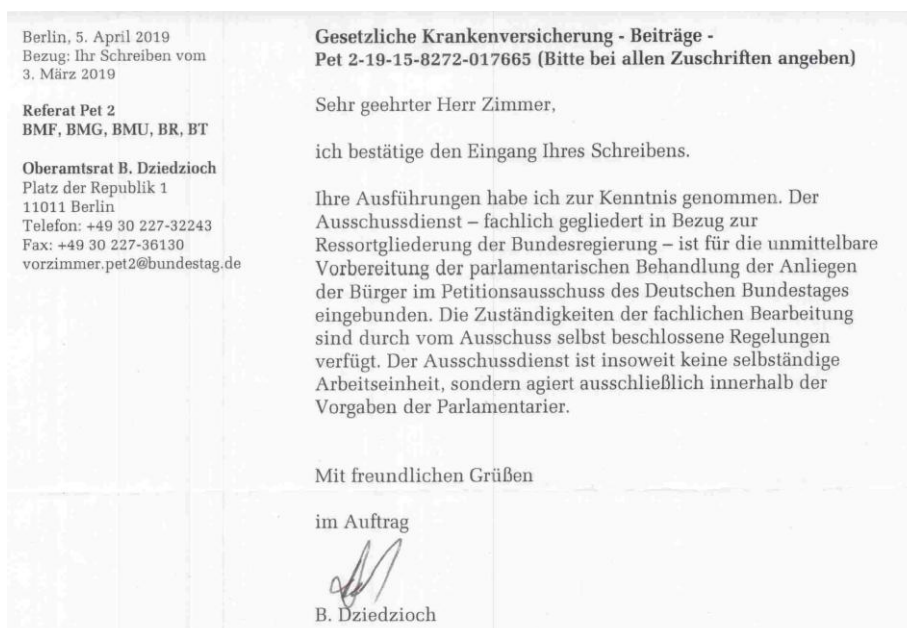 Berlin, 5. April 2019
Bezug: Ihr Schreiben vom
3. März 2019
Referat Pet 2
BMF, BMG, BMU, BR, BT
Oberamtsrat B. Dziedzioch
Platz der Republik 1
11011 Berlin
Telefon: +49 30 227-32243
Fax: +49 30 227-36130
vorzimmer.pet2@bundestag.de
Gesetzliche Krankenversicherung - Beiträge -
Pet 2-19-15-8272-017665 (Bitte bei allen Zuschriften angeben)
Sehr geehrter Herr Zimmer,
ich bestätige den Eingang Ihres Schreibens.
Ihre Ausführungen habe ich zur Kenntnis genommen. Der
Ausschussdienst – fachlich gegliedert in Bezug zur
Ressortgliederung der Bundesregierung – ist für die unmittelbare
Vorbereitung der parlamentarischen Behandlung der Anliegen
der Bürger im Petitionsausschuss des Deutschen Bundestages
eingebunden. Die Zuständigkeiten der fachlichen Bearbeitung
sind durch vom Ausschuss selbst beschlossene Regelungen
verfügt. Der Ausschussdienst ist insoweit keine selbständige
Arbeitseinheit, sondern agiert ausschließlich innerhalb der
Vorgaben der Parlamentarier.
Mit freundlichen Grüßen
im Auftrag
B. Dziedzioch